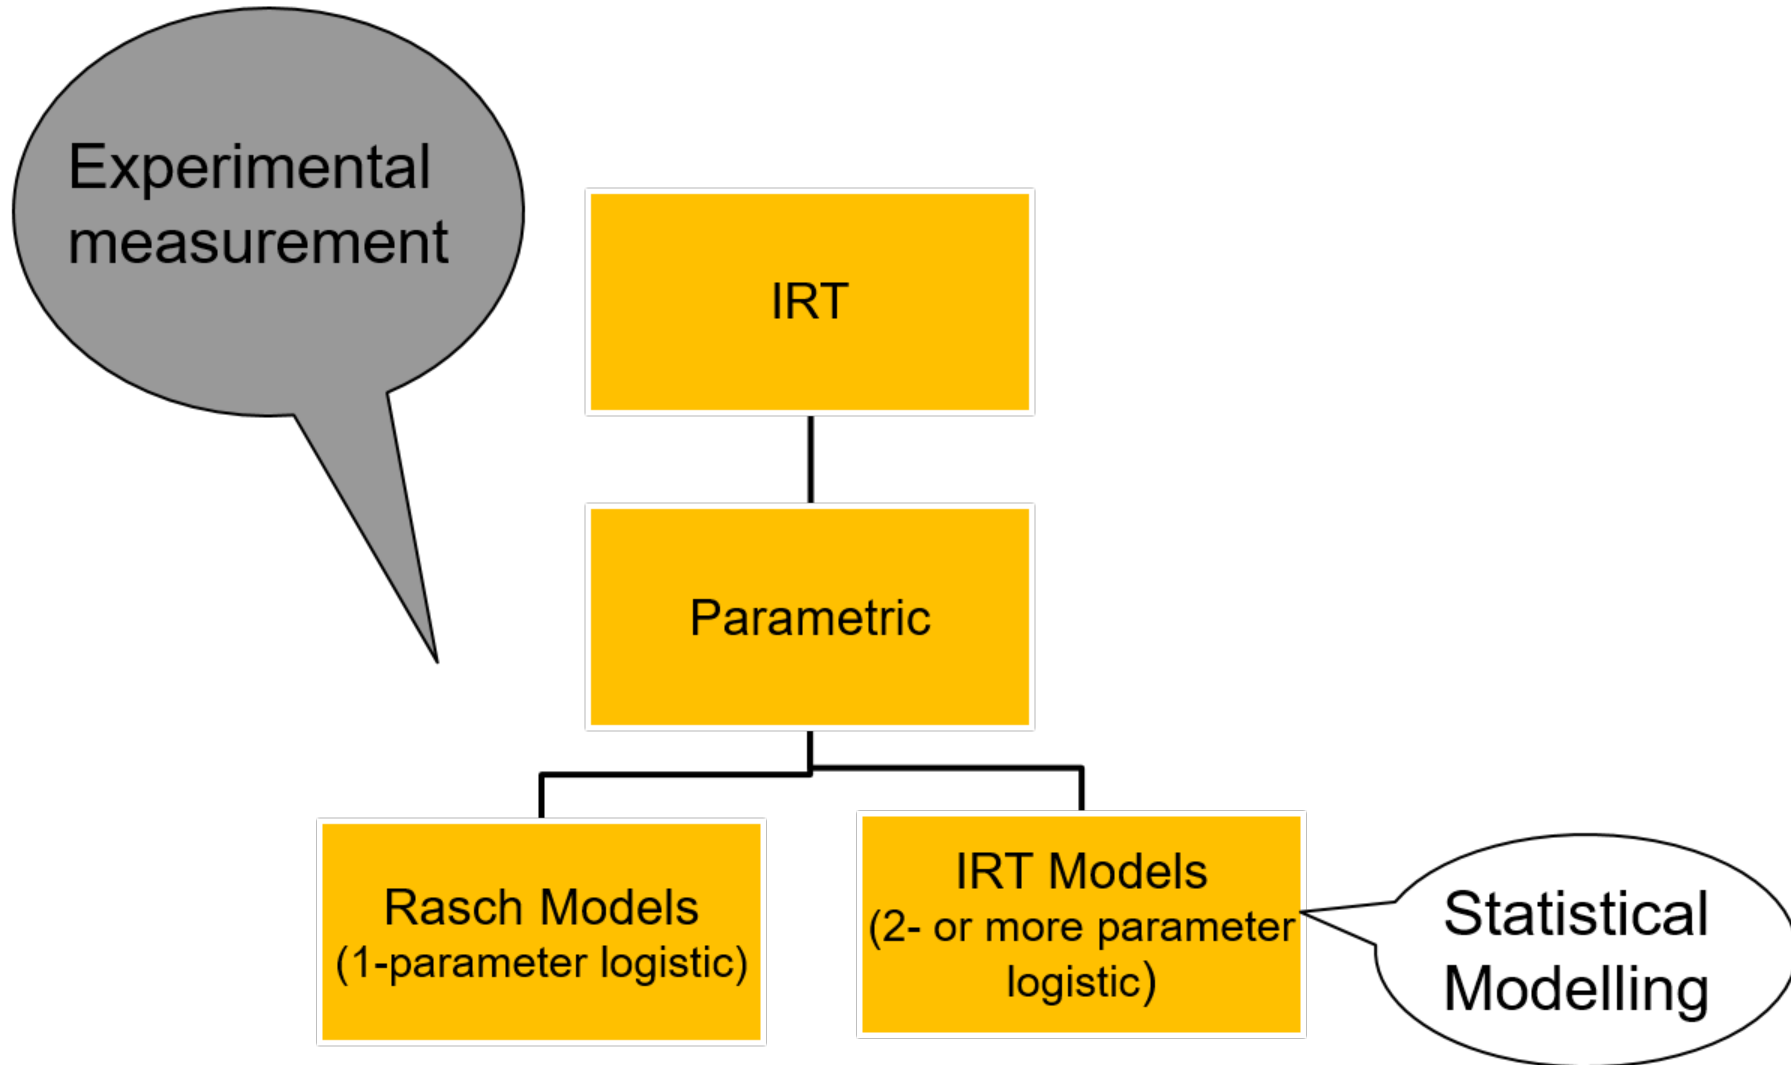 Experimental
measurement
IRT
Parametric
Rasch Models
(1-parameter logistic)
IRT Models
(2- or more parameter
logistic)
Statistical
Modelling